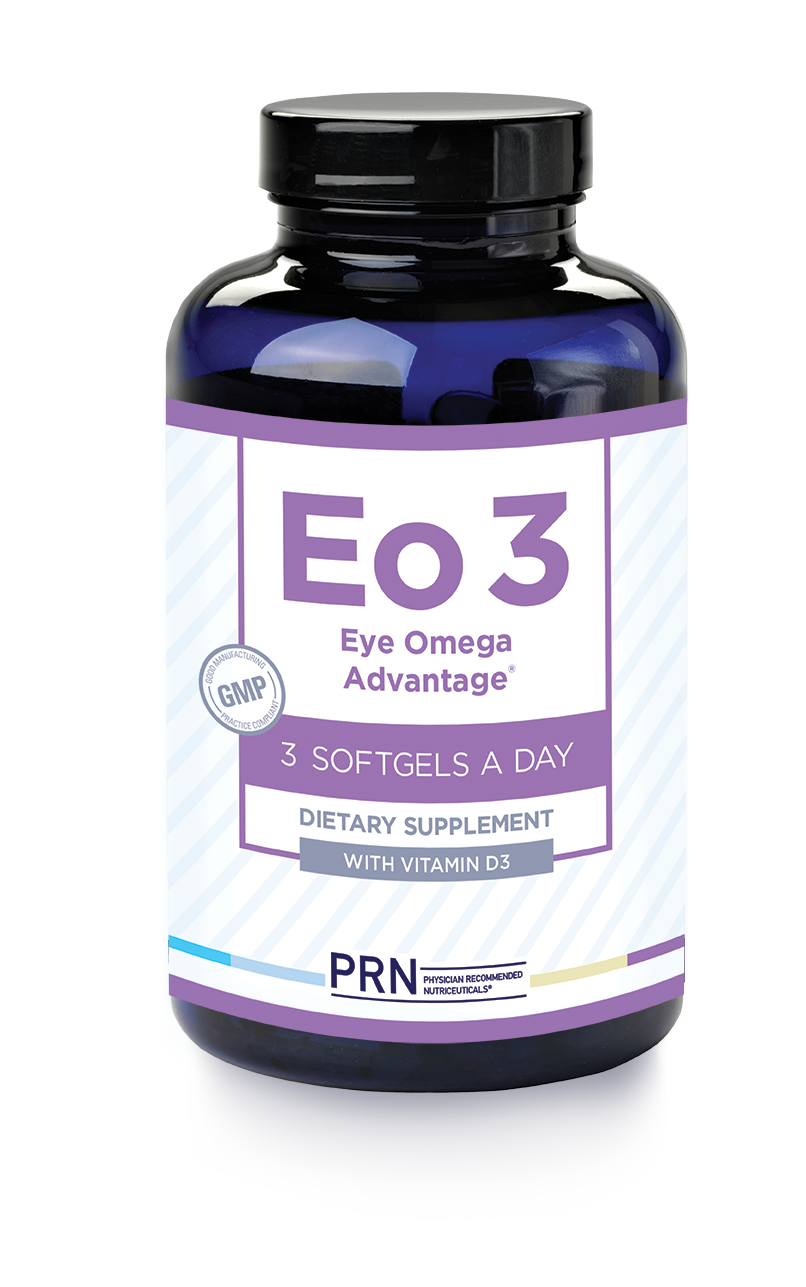 Eo 3
Eye Omega
Advantage®
GOOD MANUFACTURING
GMP
PRACTICE COMPLIANT
3 SOFTGELS A DAY
DIETARY SUPPLEMENT
WITH VITAMIN D3
PRN
PHYSICIAN RECOMMENDED
NUTRICEUTICALS®